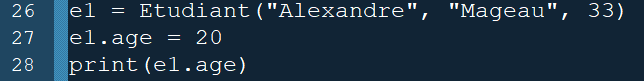 26 e1 = Etudiant("Alexandre", "Mageau", 33)
27 e1.age = 20
28 print(e1.age)